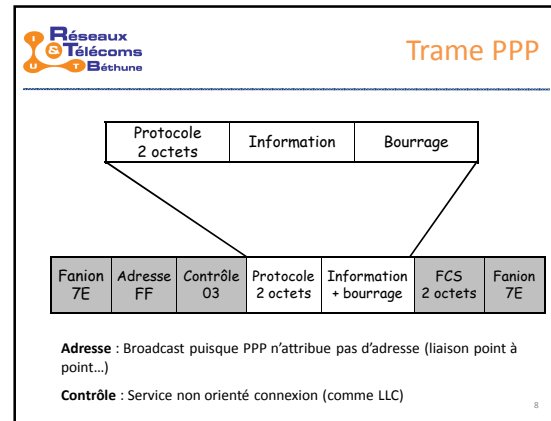 Réseaux
& Télécoms
I U T Béthune
Trame PPP
Protocole Information Bourrage
2 octets
Fanion Adresse Contrôle Protocole Information FCS Fanion
7E FF 03 2 octets + bourrage 2 octets 7E
Adresse : Broadcast puisque PPP n'attribue pas d'adresse (liaison point à
point...)
Contrôle : Service non orienté connexion (comme LLC)
8